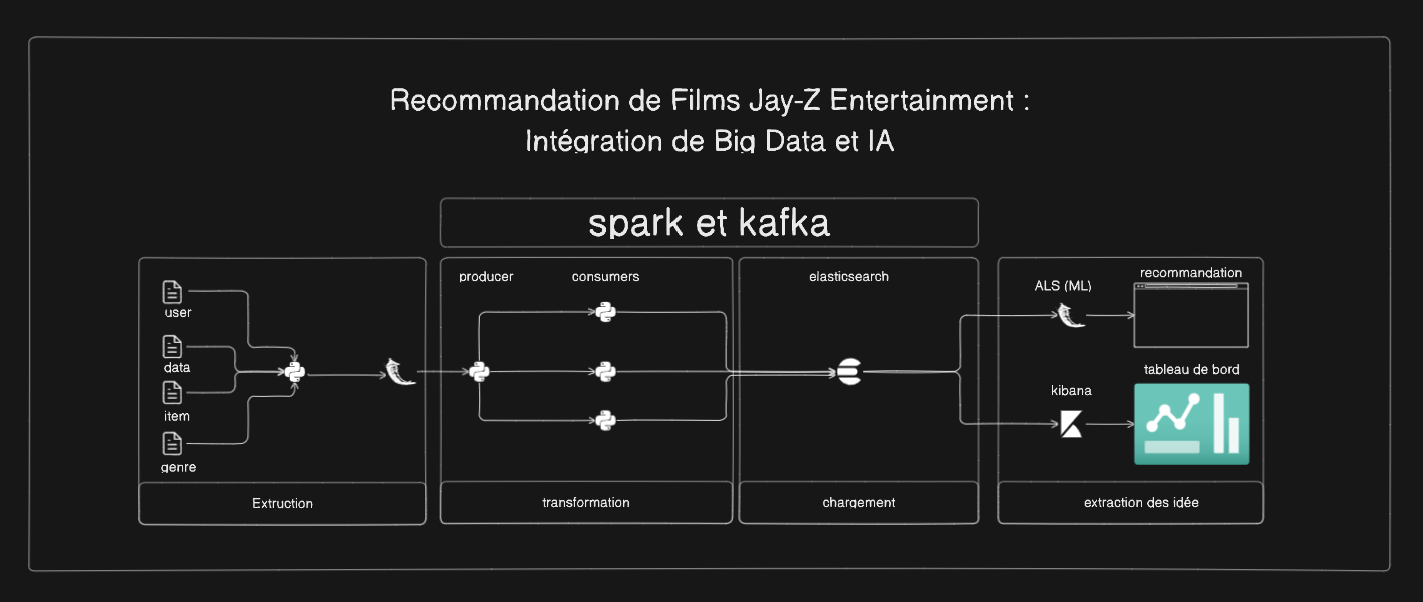 Recommandation de Films Jay-Z Entertainment :
Intégration de Big Data et IA
spark et kafka
user
data
item
genre
Extruction
producer
consumers
transformation
elasticsearch
chargement
ALS (ML)
recommandation
kibana
tableau de bord
extraction des idée